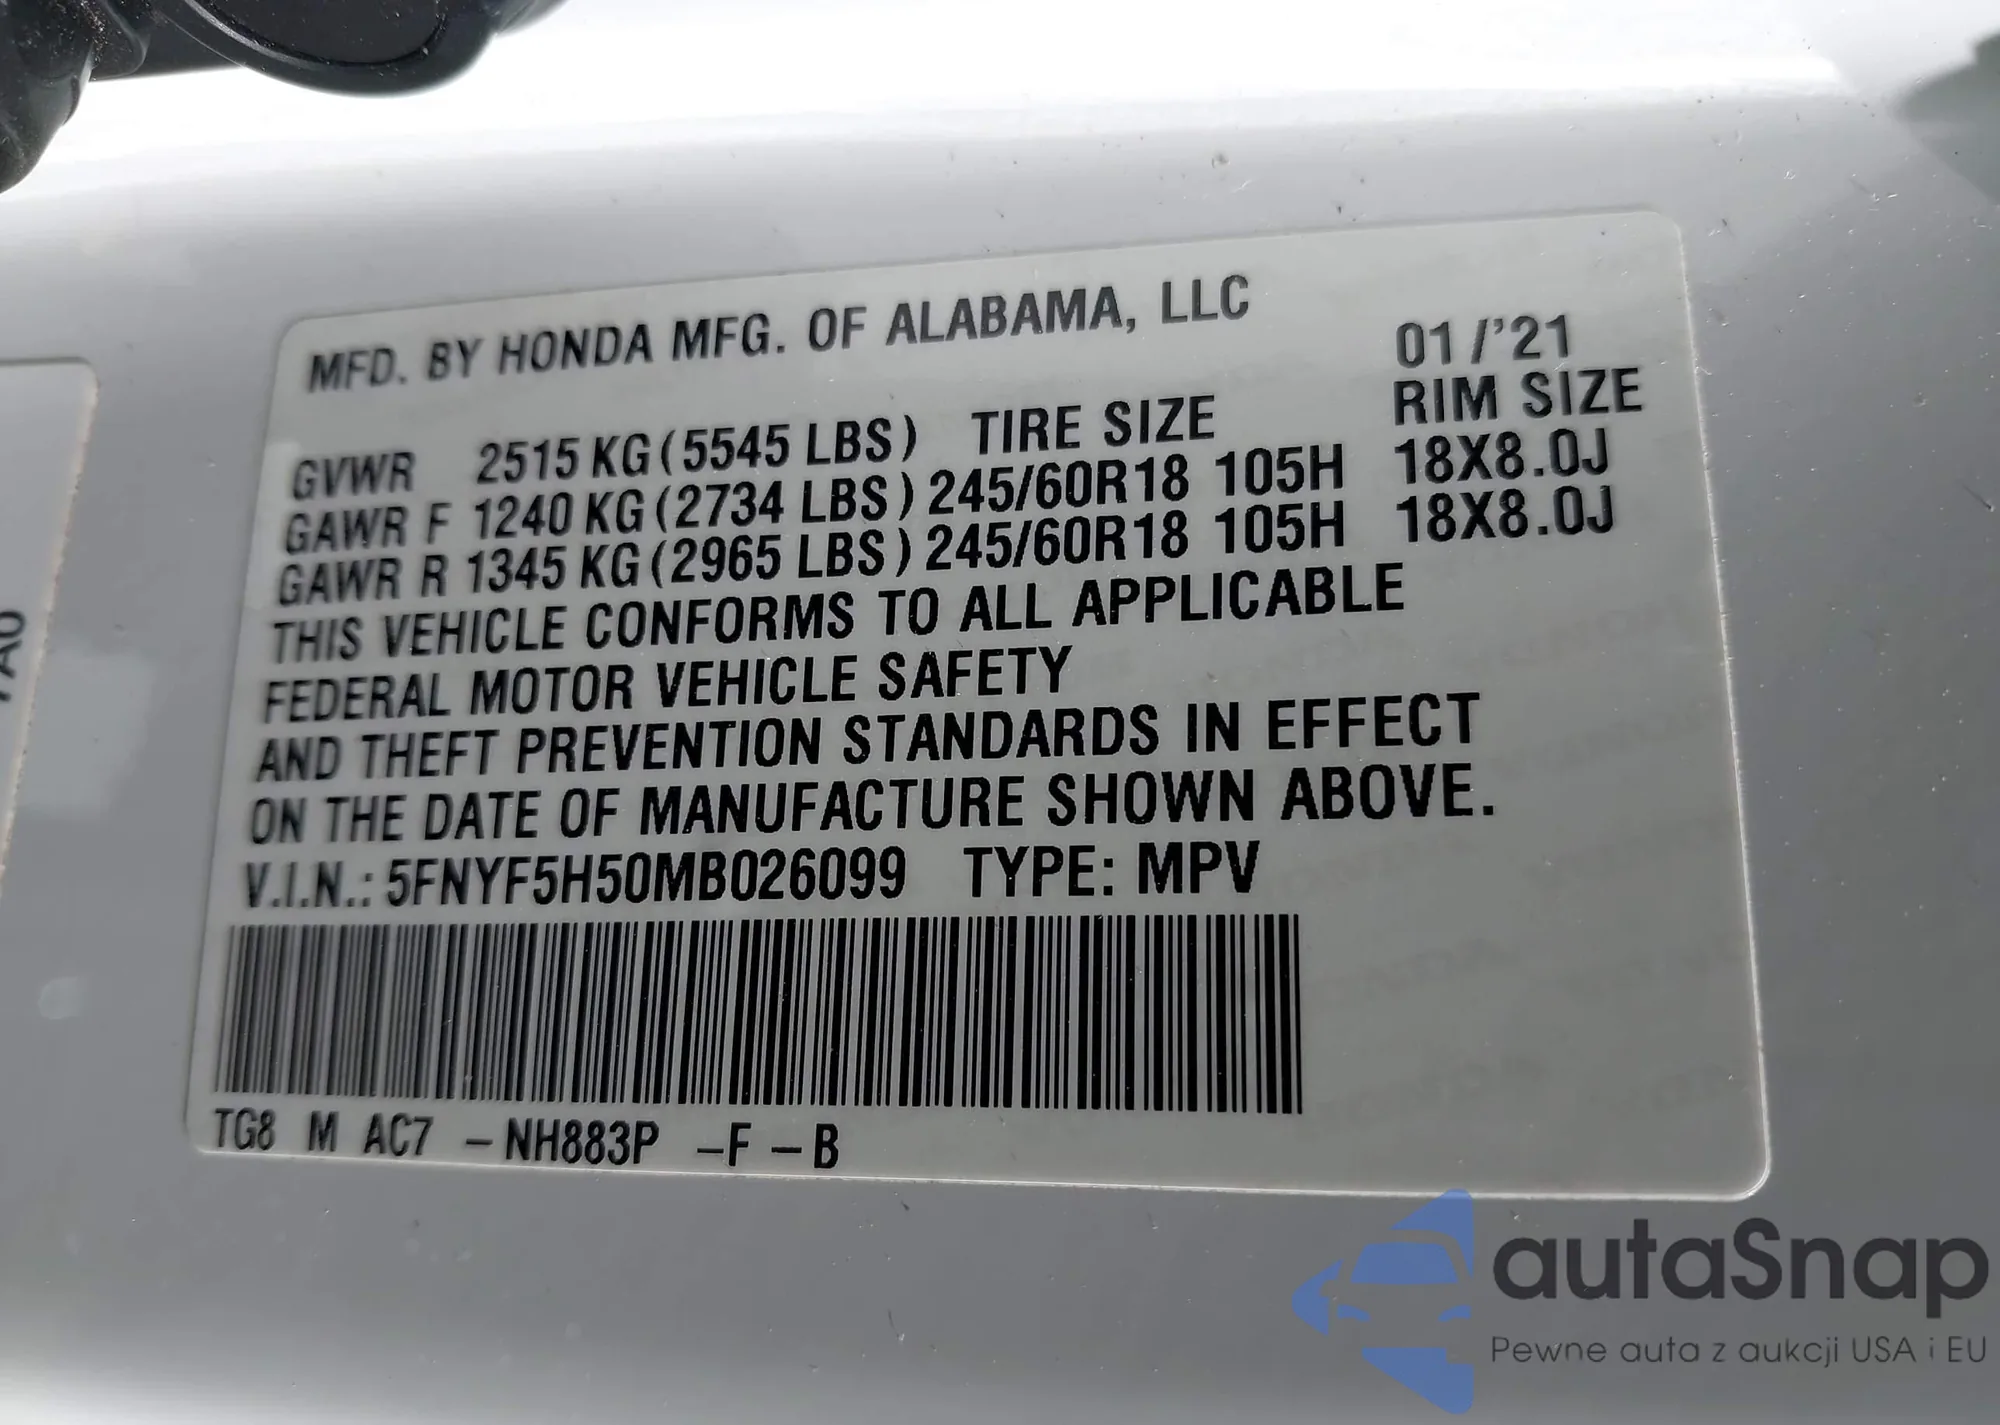 MFD. BY HONDA MFG. OF ALABAMA, LLC 01/'21
GVWR 2515 KG (5545 LBS) TIRE SIZE RIM SIZE
GAWR F 1240 KG (2734 LBS) 245/60R18 105H 18X8.0J
GAWR R 1345 KG (2965 LBS) 245/60R18 105H 18X8.0J
THIS VEHICLE CONFORMS TO ALL APPLICABLE
FEDERAL MOTOR VEHICLE SAFETY
AND THEFT PREVENTION STANDARDS IN EFFECT
ON THE DATE OF MANUFACTURE SHOWN ABOVE.
V.I.N.: 5FNYF5H50MB026099 TYPE: MPV
TG8 M AC7 -NH883P -F -B
autaSnap
Pewne auta z aukcji USA i EU